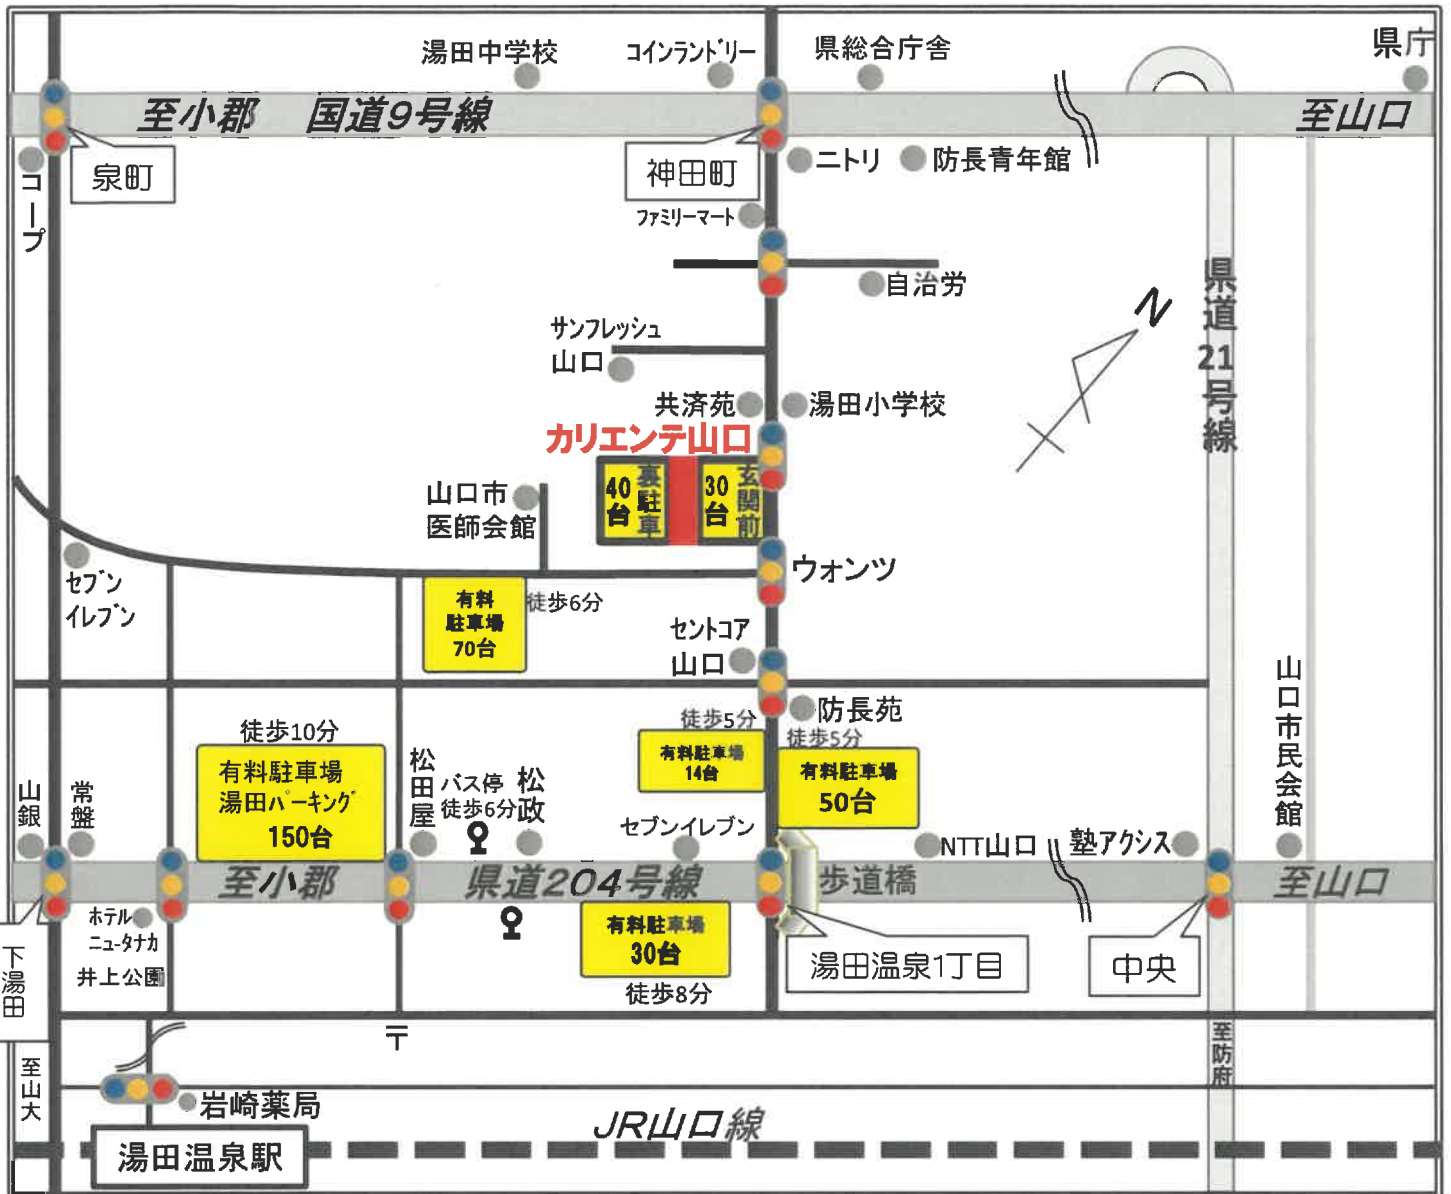 湯田中学校
コインランドリー
県総合庁舎
県庁
至小郡 国道9号線
至山口
泉町
神田町
コープ
ニトリ
防長青年館
ファミリーマート
自治労
県道21号線
N
サンフレッシュ
山口
共済苑
湯田小学校
カリエンテ山口
40台
裏駐車
30台
玄関前
山口市
医師会館
ウォンツ
セブン
イレブン
有料
駐車場
70台
徒歩6分
セントコア
山口
防長苑
山口市民会館
徒歩10分
有料駐車場
湯田パーキング
150台
徒歩5分
有料駐車場
14台
徒歩5分
有料駐車場
50台
山銀
常盤
松田屋
バス停
徒歩6分
松政
セブンイレブン
NTT山口
塾アクシス
至小郡
県道204号線
歩道橋
至山口
下湯田
ホテル
ニュータナカ
井上公園
有料駐車場
30台
徒歩8分
湯田温泉1丁目
中央
〒
至防府
至山大
岩崎薬局
JR山口線
湯田温泉駅